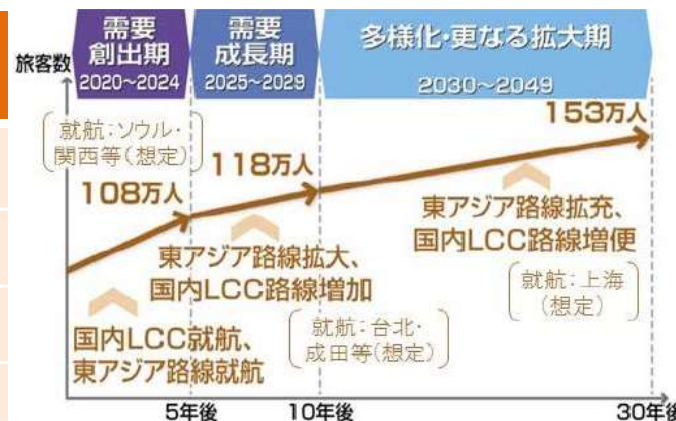 旅客数
需要
創出期
2020~2024
需要
成長期
2025~2029
多様化・更なる拡大期
2030~2049
就航:ソウル・
関西等(想定)
108万人
118万人
153万人
国内LCC就航、
東アジア路線就航
東アジア路線拡大、
国内LCC路線増加
就航:台北・
成田等(想定)
東アジア路線拡充、
国内LCC路線増便
就航:上海
(想定)
5年後
10年後
30年後